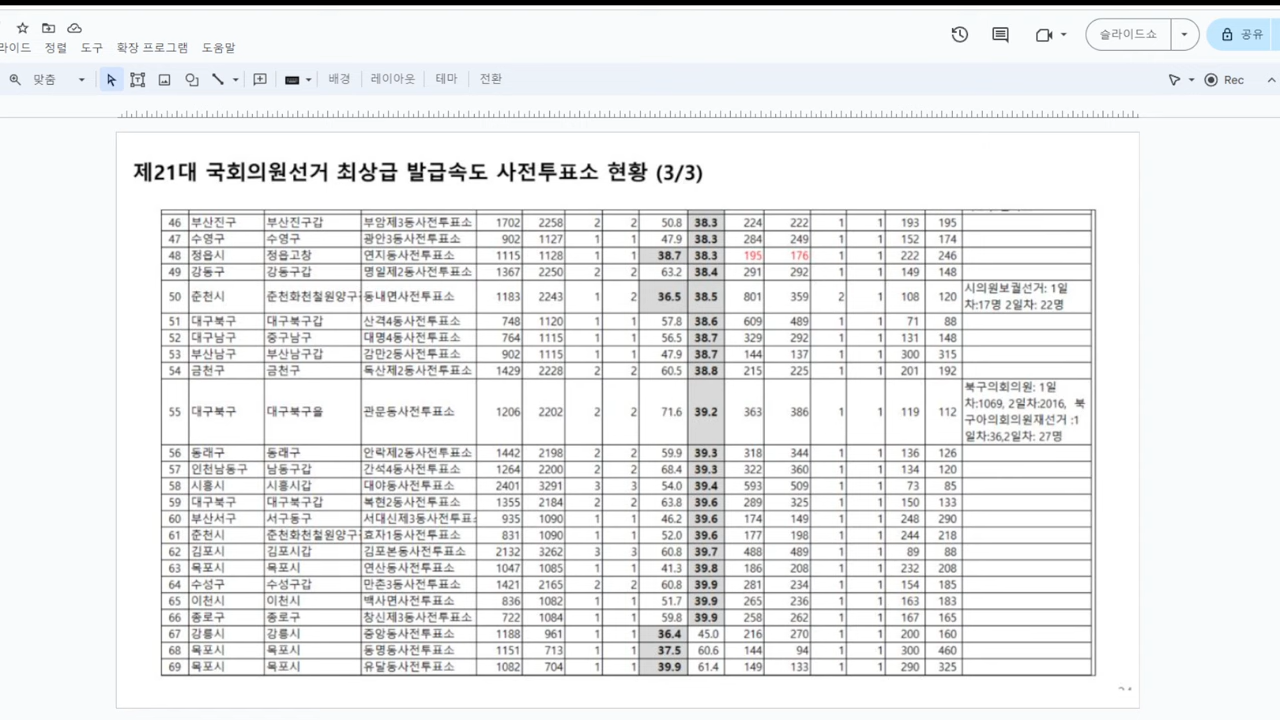 라이드 정렬 도구 확장 프로그램 도움말
슬라이드쇼 공유
맞춤 배경 레이아웃 테마 전환 Rec
제21대 국회의원선거 최상급 발급속도 사전투표소 현황 (3/3)
46 부산진구 부산진구갑 부암제3동사전투표소 1702 2258 2 2 50.8 38.3 224 222 1 1 193 195
47 수영구 수영구 광안3동사전투표소 902 1127 1 1 47.9 38.3 284 249 1 1 152 174
48 정읍시 정읍고창 연지동사전투표소 1115 1128 1 1 38.7 38.3 195 176 1 1 222 246
49 강동구 강동구갑 명일제2동사전투표소 1367 2250 2 2 63.2 38.4 291 292 1 1 149 148
50 춘천시 춘천화천철원양구 동내면사전투표소 1183 2243 1 2 36.5 38.5 801 359 2 1 108 120 시의원보궐선거: 1일
차:17명 2일차: 22명
51 대구북구 대구북구갑 산격4동사전투표소 748 1120 1 1 57.8 38.6 609 489 1 1 71 88
52 대구남구 중구남구 대명4동사전투표소 764 1115 1 1 56.5 38.7 329 292 1 1 131 148
53 부산남구 부산남구갑 감만2동사전투표소 902 1115 1 1 47.9 38.7 144 137 1 1 300 315
54 금천구 금천구 독산제2동사전투표소 1429 2228 2 2 60.5 38.8 215 225 1 1 201 192
55 대구북구 대구북구을 관문동사전투표소 1206 2202 2 2 71.6 39.2 363 386 1 1 119 112 북구의회의원: 1일
차:1069, 2일차:2016, 북
구아의회의원재선거 :1
일차:36,2일차: 27명
56 동래구 동래구 안락제2동사전투표소 1442 2198 2 2 59.9 39.3 318 344 1 1 136 126
57 인천남동구 남동구갑 간석4동사전투표소 1264 2200 2 2 68.4 39.3 322 360 1 1 134 120
58 시흥시 시흥시갑 대야동사전투표소 2401 3291 3 3 54.0 39.4 593 509 1 1 73 85
59 대구북구 대구북구갑 복현2동사전투표소 1355 2184 2 2 63.8 39.6 289 325 1 1 150 133
60 부산서구 서구동구 서대신제3동사전투표소 935 1090 1 1 46.2 39.6 174 149 1 1 248 290
61 춘천시 춘천화천철원양구 효자1동사전투표소 831 1090 1 1 52.0 39.6 177 198 1 1 244 218
62 김포시 김포시갑 김포본동사전투표소 2132 3262 3 3 60.8 39.7 488 489 1 1 89 88
63 목포시 목포시 연산동사전투표소 1047 1085 1 1 41.3 39.8 186 208 1 1 232 208
64 수성구 수성구갑 만촌3동사전투표소 1421 2165 2 2 60.8 39.9 281 234 1 1 154 185
65 이천시 이천시 백사면사전투표소 836 1082 1 1 51.7 39.9 265 236 1 1 163 183
66 종로구 종로구 창신제3동사전투표소 722 1084 1 1 59.8 39.9 258 262 1 1 167 165
67 강릉시 강릉시 중앙동사전투표소 1188 961 1 1 36.4 45.0 216 270 1 1 200 160
68 목포시 목포시 동명동사전투표소 1151 713 1 1 37.5 60.6 144 94 1 1 300 460
69 목포시 목포시 유달동사전투표소 1082 704 1 1 39.9 61.4 149 133 1 1 290 325